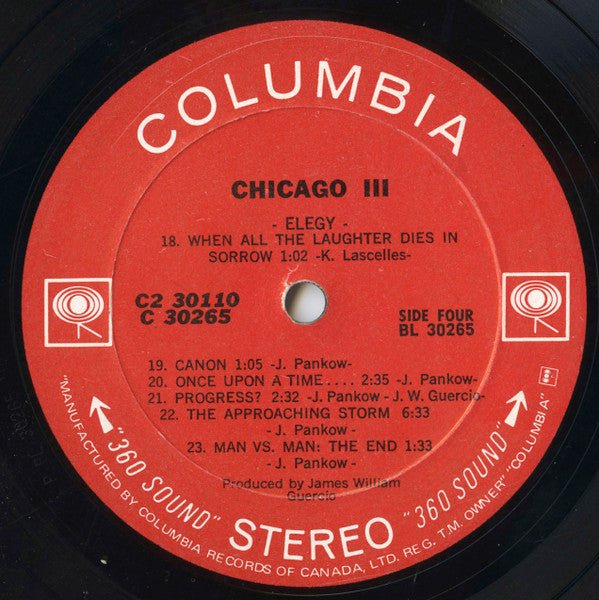 COLUMBIA
CHICAGO III
- ELEGY -
18. WHEN ALL THE LAUGHTER DIES IN
SORROW 1:02 -K. Lascelles-
C2 30110
C 30265
SIDE FOUR
BL 30265
19. CANON 1:05 -J. Pankow-
20. ONCE UPON A TIME.... 2:35 -J. Pankow-
21. PROGRESS? 2:32 -J. Pankow - J. W. Guercio-
22. THE APPROACHING STORM 6:33
- J. Pankow -
23. MAN VS. MAN: THE END 1:33
- J. Pankow -
Produced by James William
Guercio
"360 SOUND" STEREO "360 SOUND"
"MANUFACTURED BY COLUMBIA RECORDS OF CANADA, LTD. REG. T.M. OWNER" "COLUMBIA"